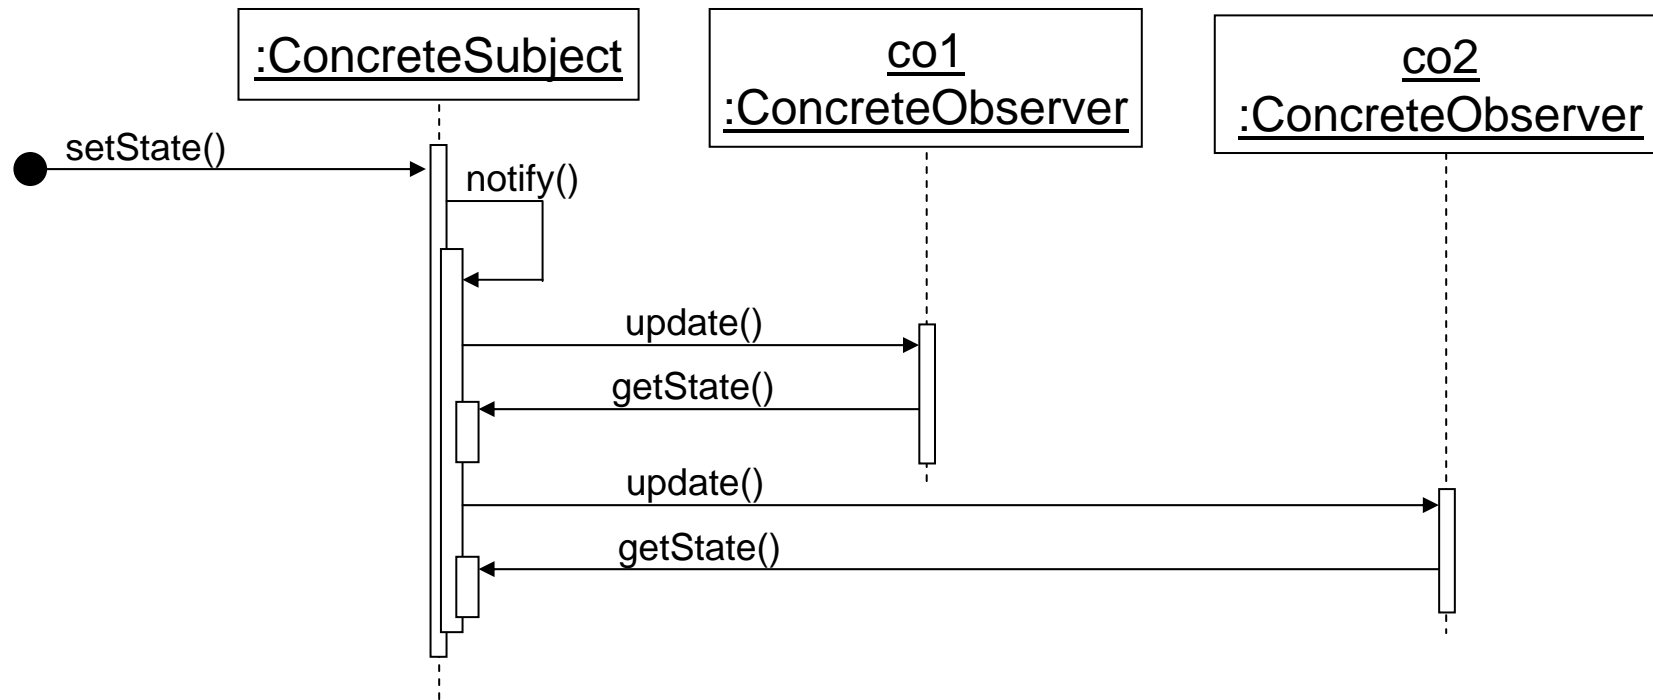 :ConcreteSubject
co1
:ConcreteObserver
co2
:ConcreteObserver
setState()
notify()
update()
getState()
update()
getState()